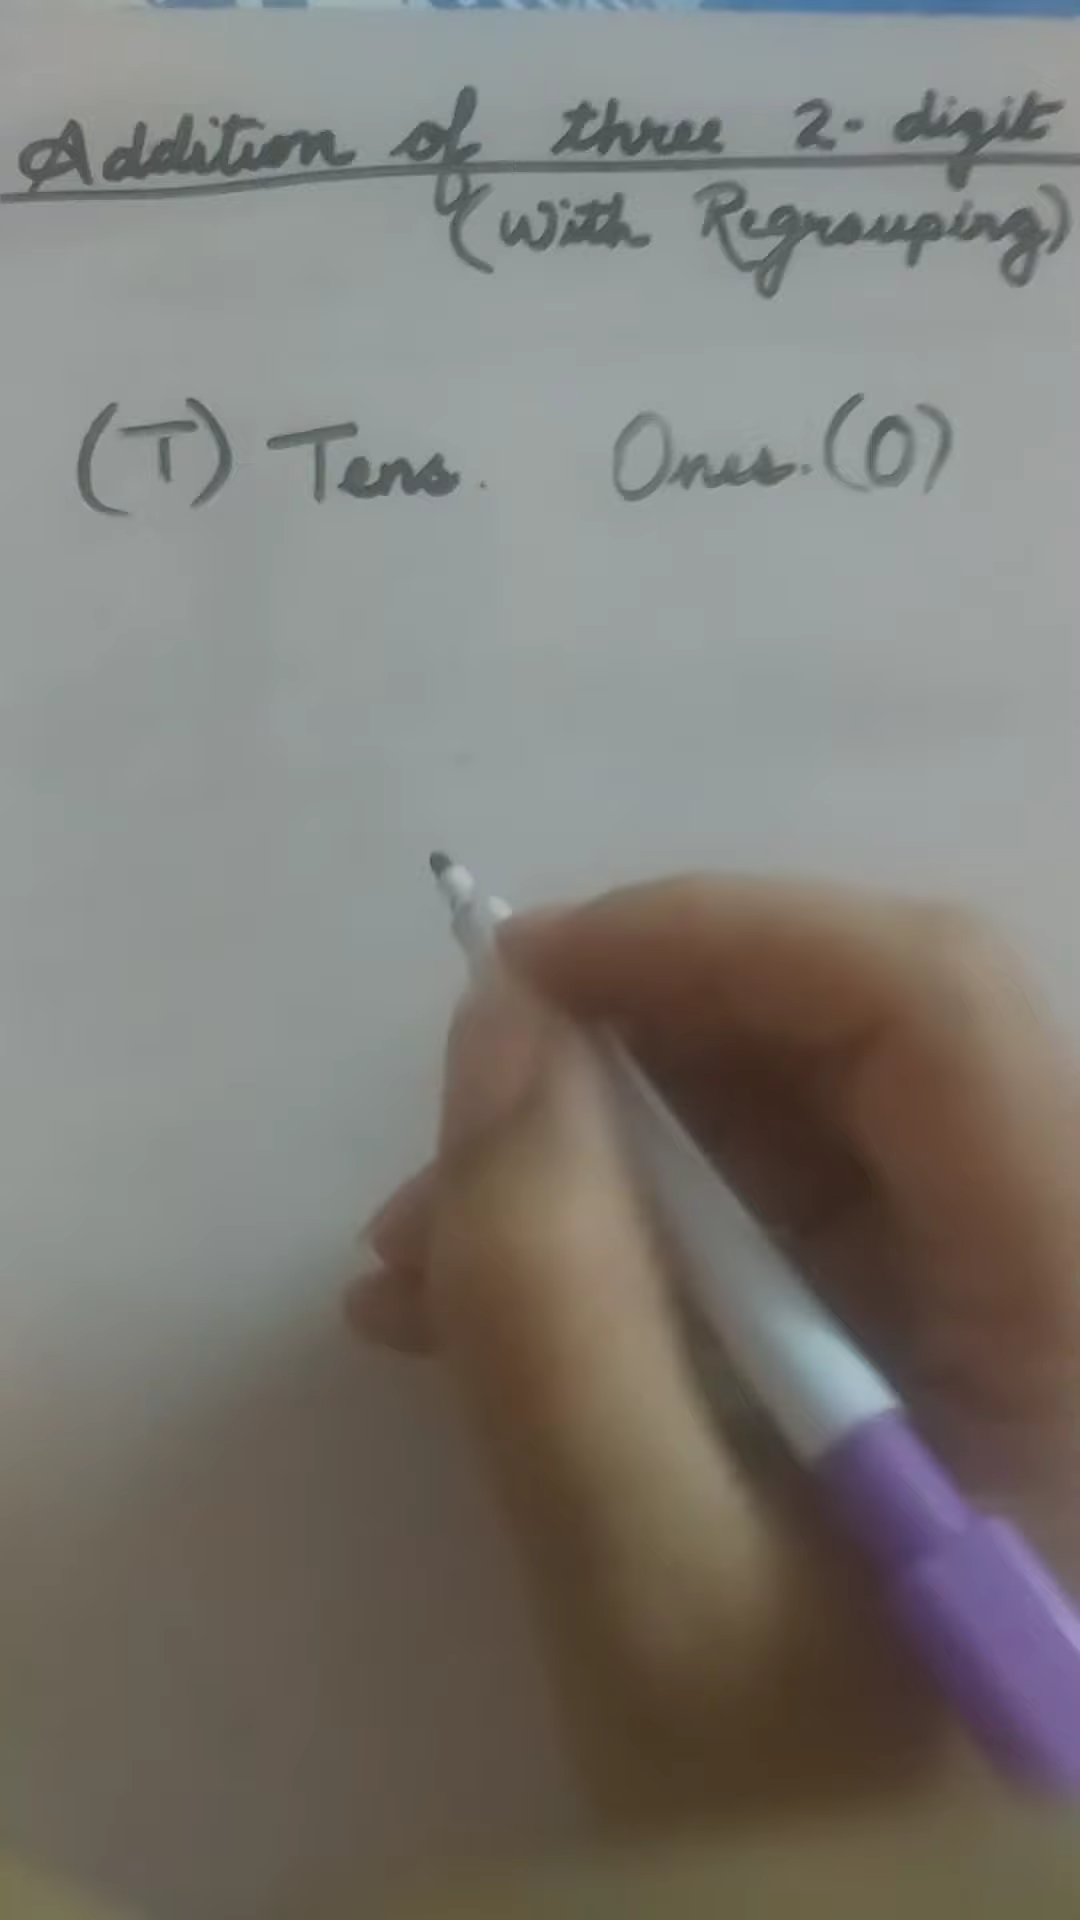 Addition of three 2-digit
(With Regrouping)
(T) Tens. Ones.(O)